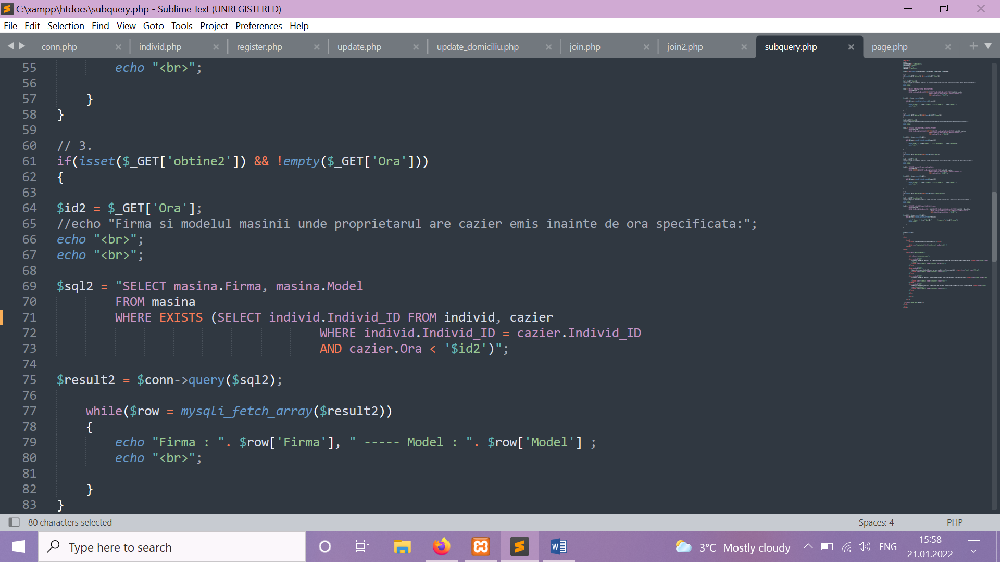 C:\xampp\htdocs\subquery.php - Sublime Text (UNREGISTERED)
File Edit Selection Find View Goto Tools Project Preferences Help
conn.php × individ.php × register.php × update.php × update_domiciliu.php × join.php × join2.php × subquery.php × page.php × +
55 echo "<br>";
56
57 }
58 }
59
60 // 3.
61 if(isset($_GET['obtine2']) && !empty($_GET['Ora']))
62 {
63
64 $id2 = $_GET['Ora'];
65 //echo "Firma si modelul masinii unde proprietarul are cazier emis inainte de ora specificata:";
66 echo "<br>";
67 echo "<br>";
68
69 $sql2 = "SELECT masina.Firma, masina.Model
70 FROM masina
71 WHERE EXISTS (SELECT individ.Individ_ID FROM individ, cazier
72 WHERE individ.Individ_ID = cazier.Individ_ID
73 AND cazier.Ora < '$id2')";
74
75 $result2 = $conn->query($sql2);
76
77 while($row = mysqli_fetch_array($result2))
78 {
79 echo "Firma : ". $row['Firma'], " ----- Model : ". $row['Model'] ;
80 echo "<br>";
81
82 }
83 }
80 characters selected Spaces: 4 PHP
Type here to search 3°C Mostly cloudy ENG 15:58
21.01.2022